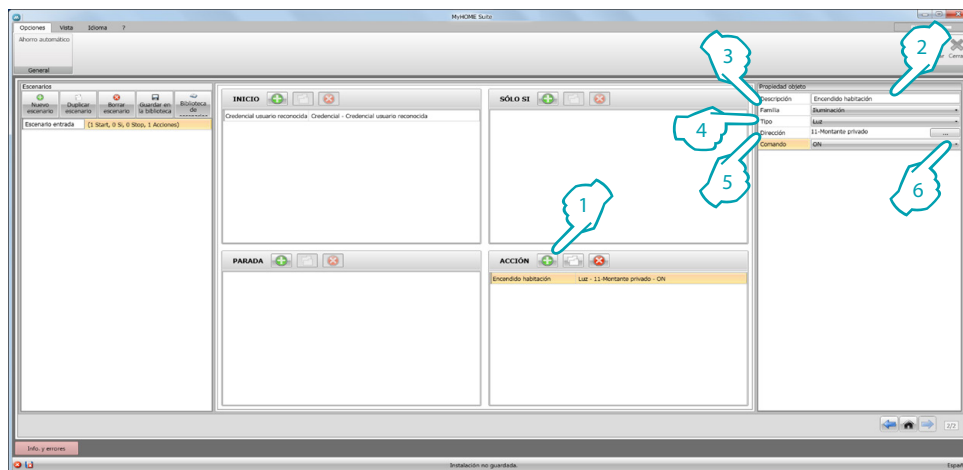 MyHOME Suite
Opciones Vista Idioma ?
Ahorro automático
Cerra
General
Escenarios
Nuevo escenario
Duplicar escenario
Borrar escenario
Guardar en la biblioteca
Biblioteca de
Escenario entrada (1 Start, 0 Si, 0 Stop, 1 Acciones)
INICIO
Credencial usuario reconocida Credencial - Credencial usuario reconocida
SÓLO SI
PARADA
ACCIÓN
Encendido habitación Luz - 11-Montante privado - ON
Propiedad objeto
Descripción Encendido habitación
Familia Iluminación
Tipo Luz
Dirección 11-Montante privado ...
Comando ON
1
2
3
4
5
6
2/2
Info. y errores
Instalación no guardada.
Españ